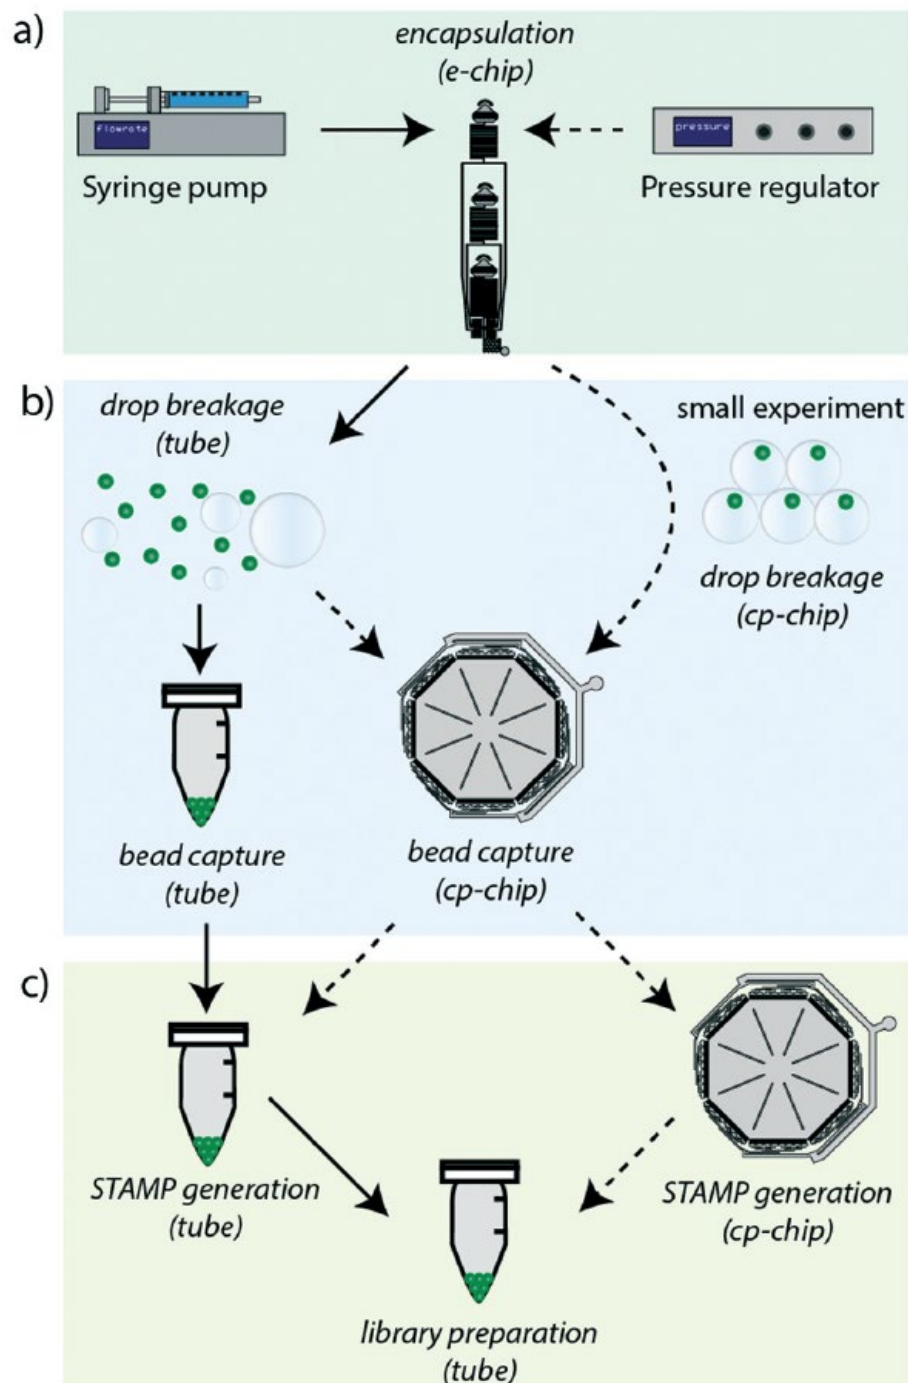 a)
encapsulation
(e-chip)
flowrate
pressure
Syringe pump
Pressure regulator
b)
drop breakage
(tube)
small experiment
drop breakage
(cp-chip)
bead capture
(tube)
bead capture
(cp-chip)
c)
STAMP generation
(tube)
STAMP generation
(cp-chip)
library preparation
(tube)